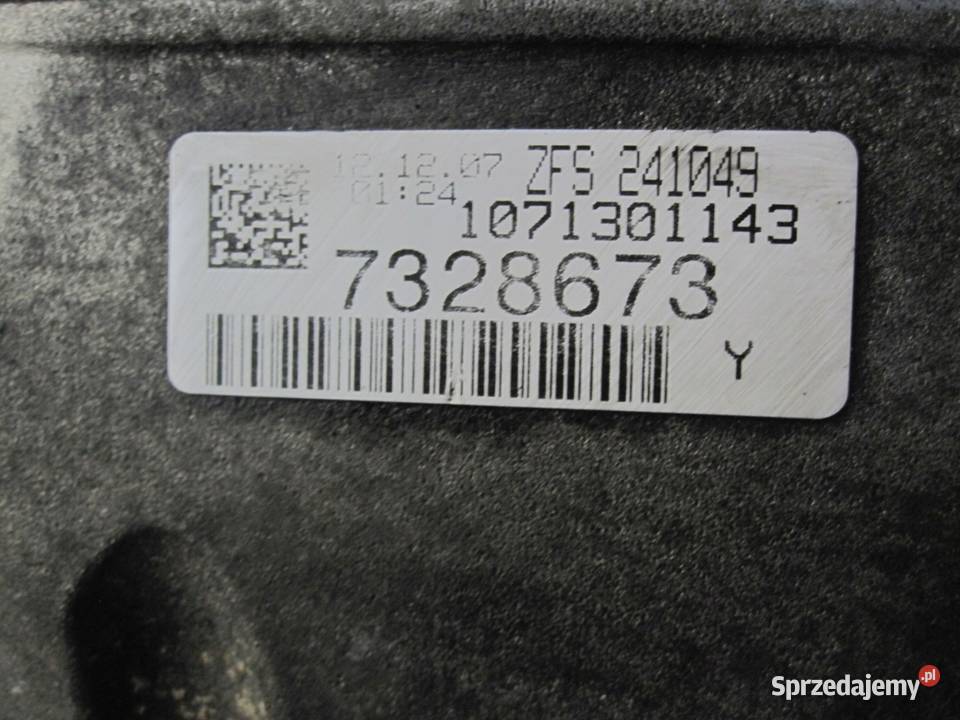 12.12.07 ZFS 241049
01:24
1071301143
7328673
Y
Sprzedajemy.pl